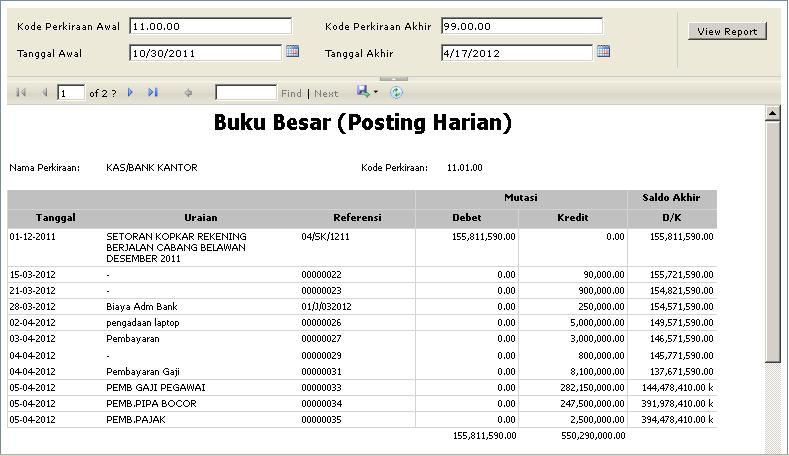 Kode Perkiraan Awal 11.00.00 Kode Perkiraan Akhir 99.00.00 View Report
Tanggal Awal 10/30/2011 Tanggal Akhir 4/17/2012
1 of 2 ? Find | Next
Buku Besar (Posting Harian)
Nama Perkiraan: KAS/BANK KANTOR Kode Perkiraan: 11.01.00
Mutasi Saldo Akhir
Tanggal Uraian Referensi Debet Kredit D/K
01-12-2011 SETORAN KOPKAR REKENING 04/SK/1211 155,811,590.00 0.00 155,811,590.00
BERJALAN CABANG BELAWAN
DESEMBER 2011
15-03-2012 - 00000022 0.00 90,000.00 155,721,590.00
21-03-2012 - 00000023 0.00 900,000.00 154,821,590.00
28-03-2012 Biaya Adm Bank 01/J/032012 0.00 250,000.00 154,571,590.00
02-04-2012 pengadaan laptop 00000026 0.00 5,000,000.00 149,571,590.00
03-04-2012 Pembayaran 00000027 0.00 3,000,000.00 146,571,590.00
04-04-2012 - 00000029 0.00 800,000.00 145,771,590.00
04-04-2012 Pembayaran Gaji 00000031 0.00 8,100,000.00 137,671,590.00
05-04-2012 PEMB GAJI PEGAWAI 00000033 0.00 282,150,000.00 144,478,410.00 k
05-04-2012 PEMB.PIPA BOCOR 00000034 0.00 247,500,000.00 391,978,410.00 k
05-04-2012 PEMB.PAJAK 00000035 0.00 2,500,000.00 394,478,410.00 k
155,811,590.00 550,290,000.00